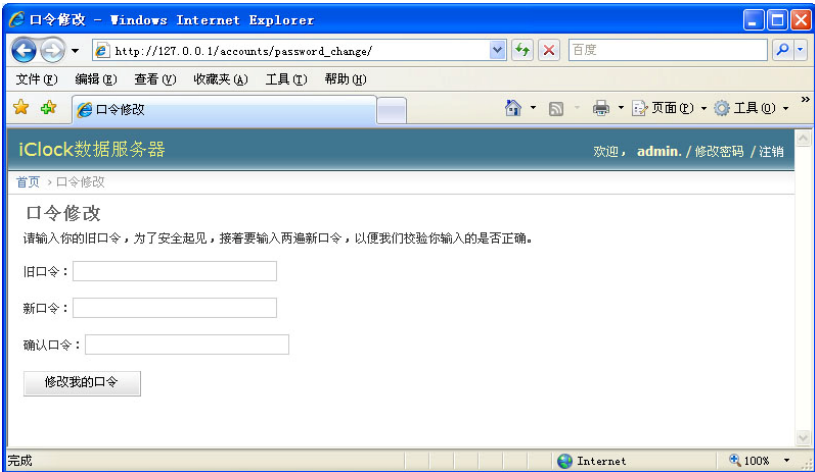 口令修改 - Windows Internet Explorer
http://127.0.0.1/accounts/password_change/
百度
文件(F) 编辑(E) 查看(V) 收藏夹(A) 工具(T) 帮助(H)
口令修改
页面(P) 工具(O) »
iClock数据服务器
欢迎， admin. / 修改密码 / 注销
首页 › 口令修改
口令修改
请输入你的旧口令，为了安全起见，接着要输入两遍新口令，以便我们校验你输入的是否正确。
旧口令：
新口令：
确认口令：
修改我的口令
完成 Internet 100%